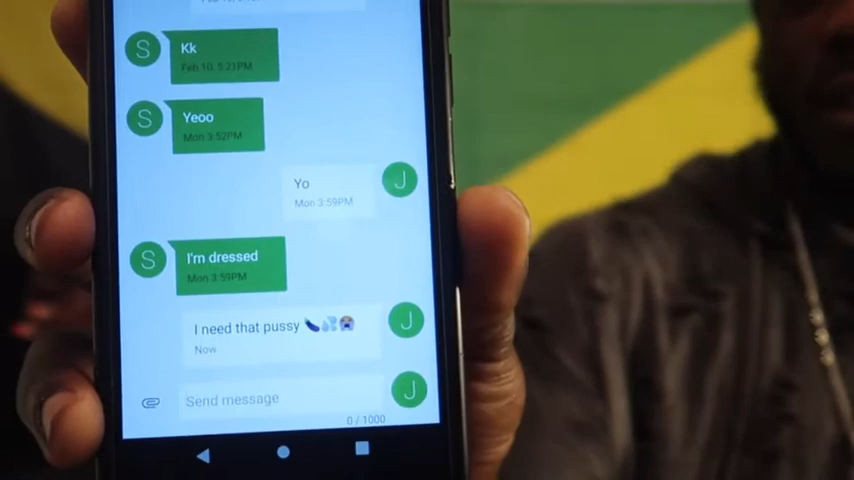 S
Kk
Feb 10, 5:21PM
S
Yeoo
Mon 3:52PM
Yo
J
Mon 3:59PM
S
I'm dressed
Mon 3:59PM
I need that pussy 🍆💦😭
J
Now
Send message
J
0 / 1000